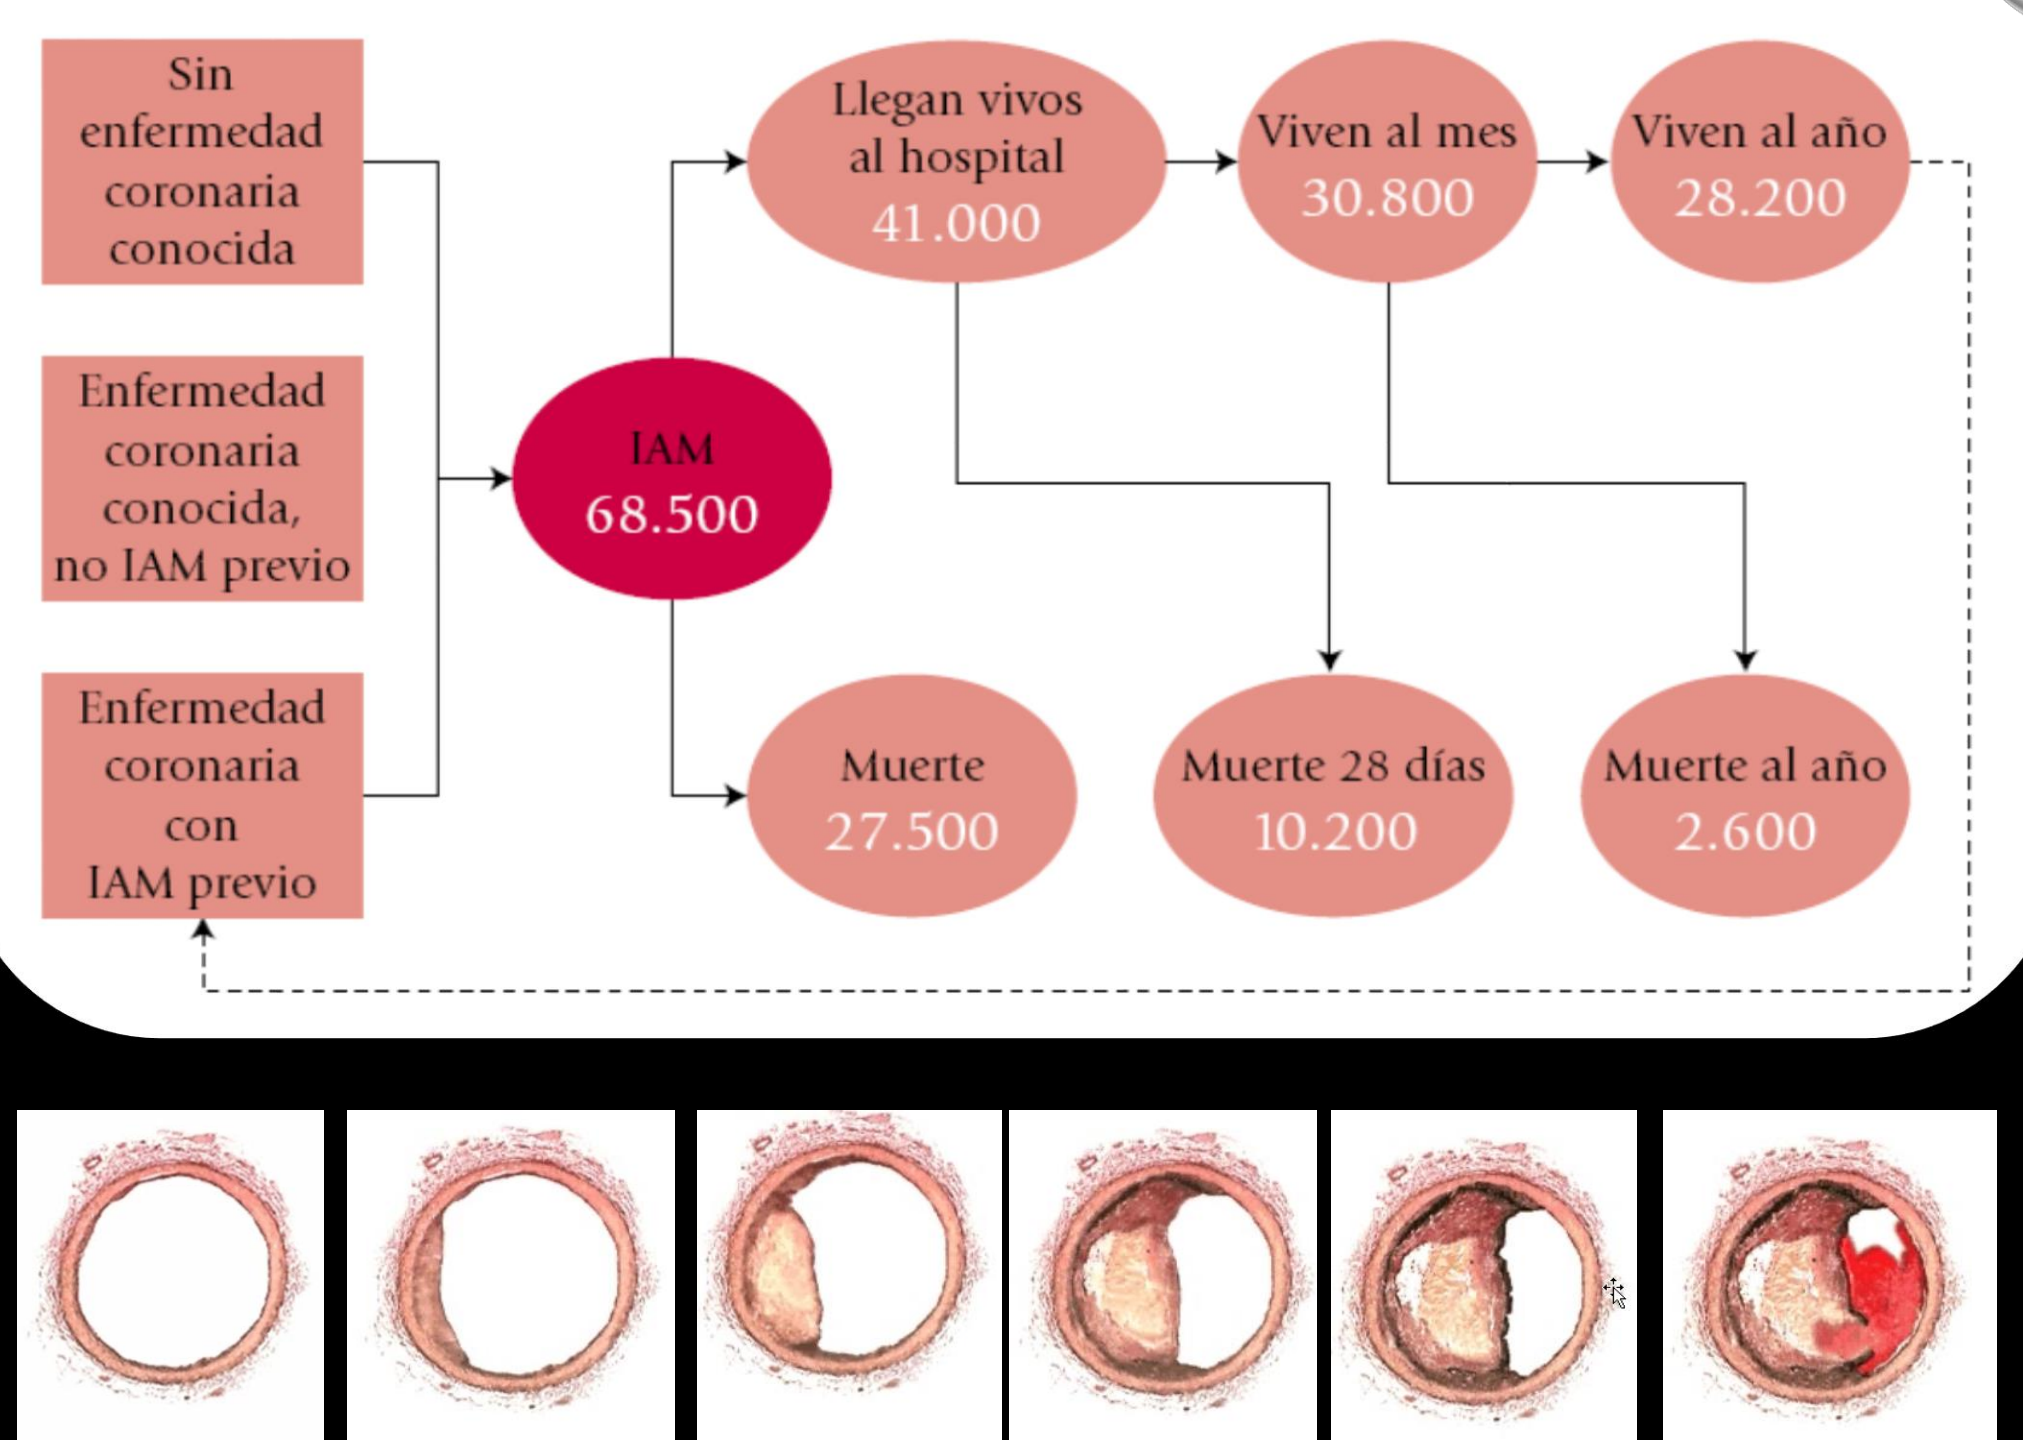 Sin
enfermedad
coronaria
conocida
Enfermedad
coronaria
conocida,
no IAM previo
Enfermedad
coronaria
con
IAM previo
IAM
68.500
Llegan vivos
al hospital
41.000
Viven al mes
30.800
Viven al año
28.200
Muerte
27.500
Muerte 28 días
10.200
Muerte al año
2.600